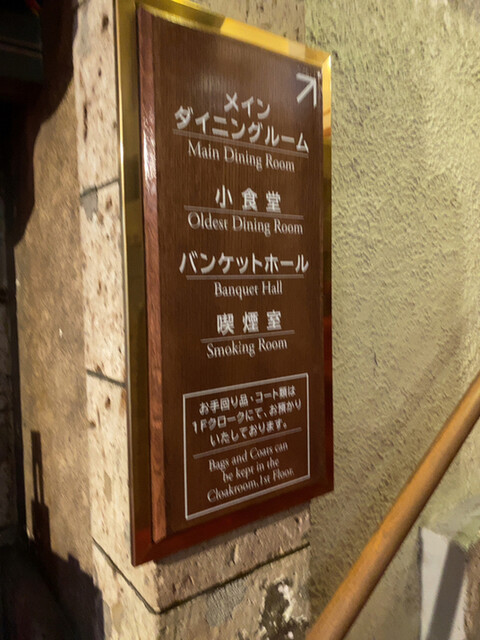 メイン
ダイニングルーム
Main Dining Room
小食堂
Oldest Dining Room
バンケットホール
Banquet Hall
喫煙室
Smoking Room
お手回り品・コート類は
1Fクロークにて、お預かり
いたしております。
Bags and Coats can
be kept in the
Cloakroom,1st Floor.